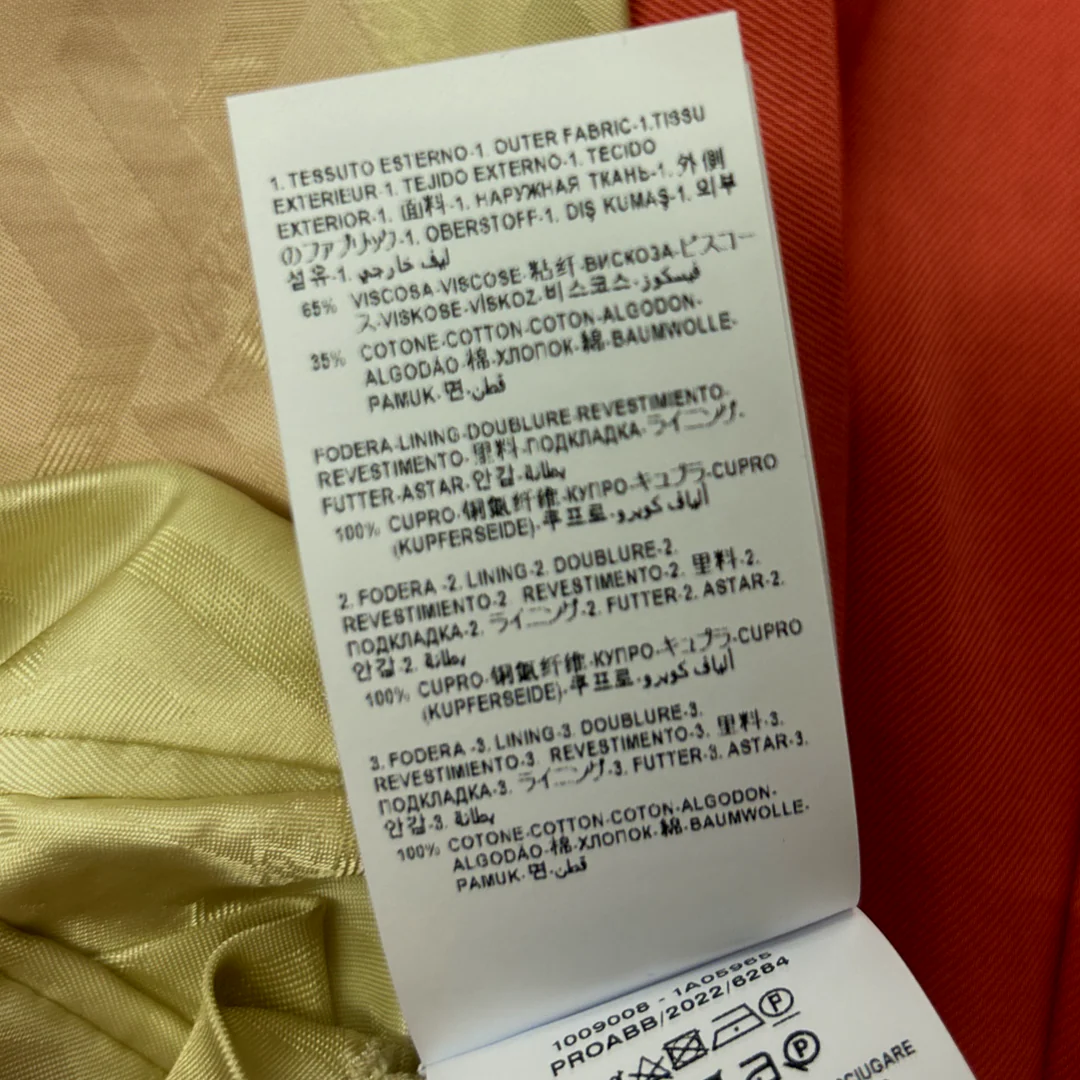 1. TESSUTO ESTERNO-1. OUTER FABRIC-1.TISSU
EXTERIEUR-1. TEJIDO EXTERNO-1. TECIDO
EXTERIOR-1. 面料-1. НАРУЖНАЯ ТКАНЬ-1. 外側
のファブリック-1. OBERSTOFF-1. DIŞ KUMAŞ-1. 외부
섬유-1. ليف خارجي
65% VISCOSA-VISCOSE-粘纤-ВИСКОЗА-ビスコー
ス-VISKOSE-VİSKOZ-비스코스-فيسكوز
35% COTONE-COTTON-COTON-ALGODON-
ALGODÃO-棉-ХЛОПОК-綿-BAUMWOLLE-
PAMUK-면-قطن
FODERA-LINING-DOUBLURE-REVESTIMIENTO-
REVESTIMENTO-里料-ПОДКЛАДКА-ライニング-
FUTTER-ASTAR-안감-بطانة
100% CUPRO-铜氨纤维-КУПРО-キュプラ-CUPRO
(KUPFERSEIDE)-쿠프로-ألياف كوبرو
2. FODERA -2. LINING-2. DOUBLURE-2.
REVESTIMIENTO-2 REVESTIMENTO-2. 里料-2.
ПОДКЛАДКА-2. ライニング-2. FUTTER-2. ASTAR-2.
안감-2. بطانة
100% CUPRO-铜氨纤维-КУПРО-キュプラ-CUPRO
(KUPFERSEIDE)-쿠프로-ألياف كوبرو
3. FODERA -3. LINING-3. DOUBLURE-3.
REVESTIMIENTO-3 REVESTIMENTO-3. 里料-3.
ПОДКЛАДКА-3. ライニング-3. FUTTER-3. ASTAR-3.
안감-3. بطانة
100% COTONE-COTTON-COTON-ALGODON-
ALGODÃO-棉-ХЛОПОК-綿-BAUMWOLLE-
PAMUK-면-قطن
1009008 - 1A05965
PROABB/2022/6284
P
P